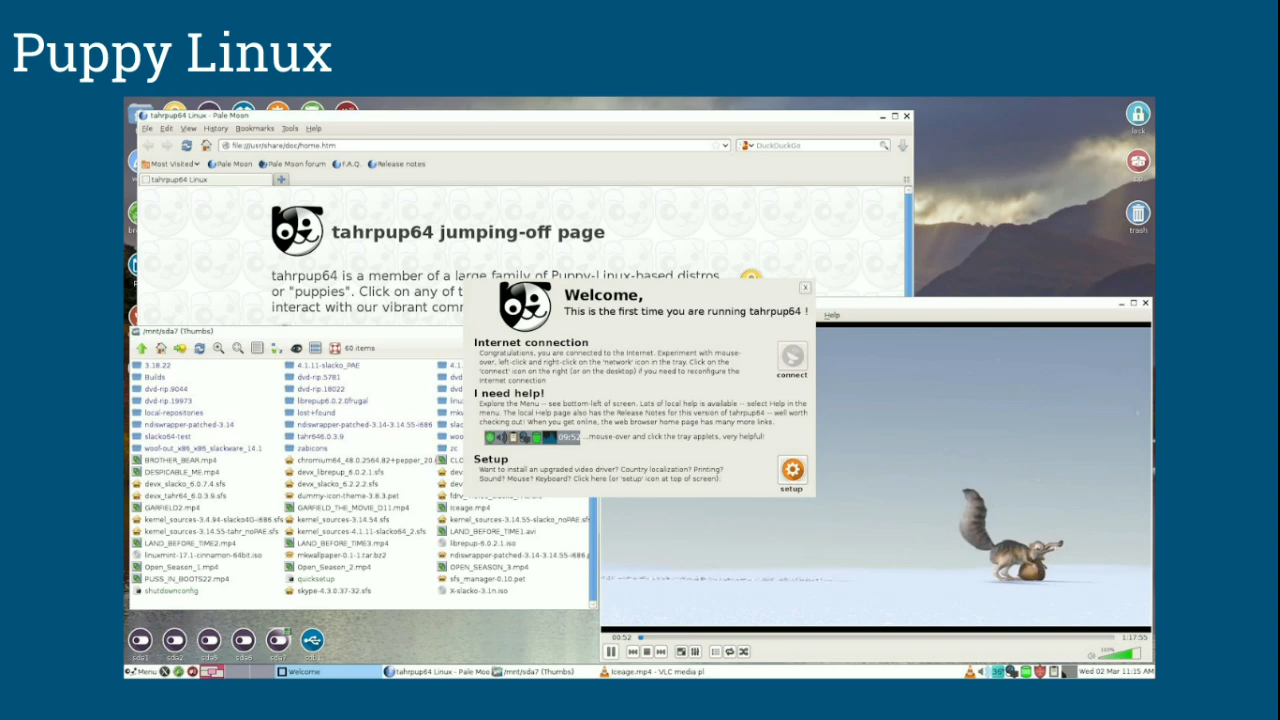 Puppy Linux
tahrpup64 Linux - Pale Moon
File Edit View History Bookmarks Tools Help
file:///usr/share/doc/home.htm
DuckDuckGo
Most Visited Pale Moon Pale Moon forum F.A.Q. Release notes
tahrpup64 Linux
lock
zip
trash
tahrpup64 jumping-off page
tahrpup64 is a member of a large family of Puppy-Linux-based distros
or "puppies". Click on any of t
interact with our vibrant comm
Welcome,
This is the first time you are running tahrpup64 !
Internet connection
Congratulations, you are connected to the Internet. Experiment with mouse-
over, left-click and right-click on the 'network' icon in the tray. Click on the
'connect' icon on the right (or on the desktop) if you need to reconfigure the
Internet connection
connect
I need help!
Explore the Menu -- see bottom-left of screen. Lots of local help is available -- select Help in the
menu. The local Help page also has the Release Notes for this version of tahrpup64 -- well worth
checking out! When you get online, the web browser home page has many more links.
09:52 ...mouse-over and click the tray applets, very helpful!
Setup
Want to install an upgraded video driver? Country localization? Printing?
Sound? Mouse? Keyboard? Click here (or 'setup' icon at top of screen):
setup
Help
/mnt/sda7 (Thumbs)
60 items
3.18.22 4.1.11-slacko_PAE 4.1.
Builds dvd-rip.5781 dvd
dvd-rip.9044 dvd-rip.18022 dvd
dvd-rip.19973 librepup6.0.2.0frugal linu
local-repositories lost+found mkw
ndiswrapper-patched-3.14 ndiswrapper-patched-3.14-3.14.55-i686 slac
slacko64-test tahr646.0.3.9 woo
woof-out_x86_x86_slackware_14.1 zabicons zc
BROTHER_BEAR.mp4 chromium64_48.0.2564.82+pepper_20. CLO
DESPICABLE_ME.mp4 devx_librepup_6.0.2.1.sfs dev
devx_slacko_6.0.7.4.sfs devx_slacko_6.2.2.2.sfs dev
devx_tahr64_6.0.3.9.sfs dummy-icon-theme-3.8.3.pet
GARFIELD2.mp4 GARFIELD_THE_MOVIE_D11.mp4 Iceage.mp4
kernel_sources-3.4.94-slacko4G-i686.sfs kernel_sources-3.14.54.sfs kernel_sources-3.14.55-slacko_noPAE.sfs
kernel_sources-3.14.55-tahr_noPAE.sfs kernel_sources-4.1.11-slacko64_2.sfs LAND_BEFORE_TIME1.avi
LAND_BEFORE_TIME2.mp4 LAND_BEFORE_TIME3.mp4 librepup-6.0.2.1.iso
linuxmint-17.1-cinnamon-64bit.iso mkwallpaper-0.1-1.tar.bz2 ndiswrapper-patched-3.14-3.14.55-i686.p
Open_Season_1.mp4 Open_Season_2.mp4 OPEN_SEASON_3.mp4
PUSS_IN_BOOTS22.mp4 quicksetup sfs_manager-0.10.pet
shutdownconfig skype-4.3.0.37-32.sfs X-slacko-3.1n.iso
00:52 1:17:55
100%
sda1 sda2 sda5 sda6 sda7 sdb1
Menu Welcome tahrpup64 Linux - Pale Moo /mnt/sda7 (Thumbs) Iceage.mp4 - VLC media pl 39° Wed 02 Mar 11:15 AM